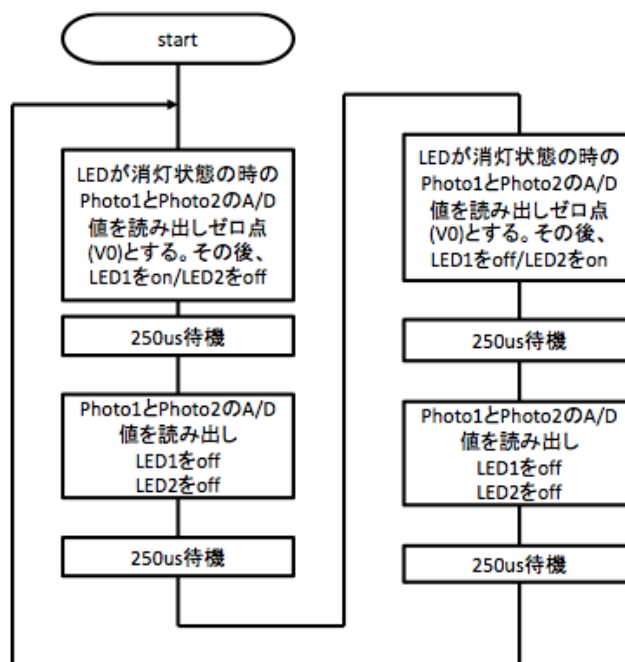 start
LEDが消灯状態の時の
Photo1とPhoto2のA/D
値を読み出しゼロ点
(V0)とする。その後、
LED1をon/LED2をoff
250us待機
Photo1とPhoto2のA/D
値を読み出し
LED1をoff
LED2をoff
250us待機
LEDが消灯状態の時の
Photo1とPhoto2のA/D
値を読み出しゼロ点
(V0)とする。その後、
LED1をoff/LED2をon
250us待機
Photo1とPhoto2のA/D
値を読み出し
LED1をoff
LED2をoff
250us待機